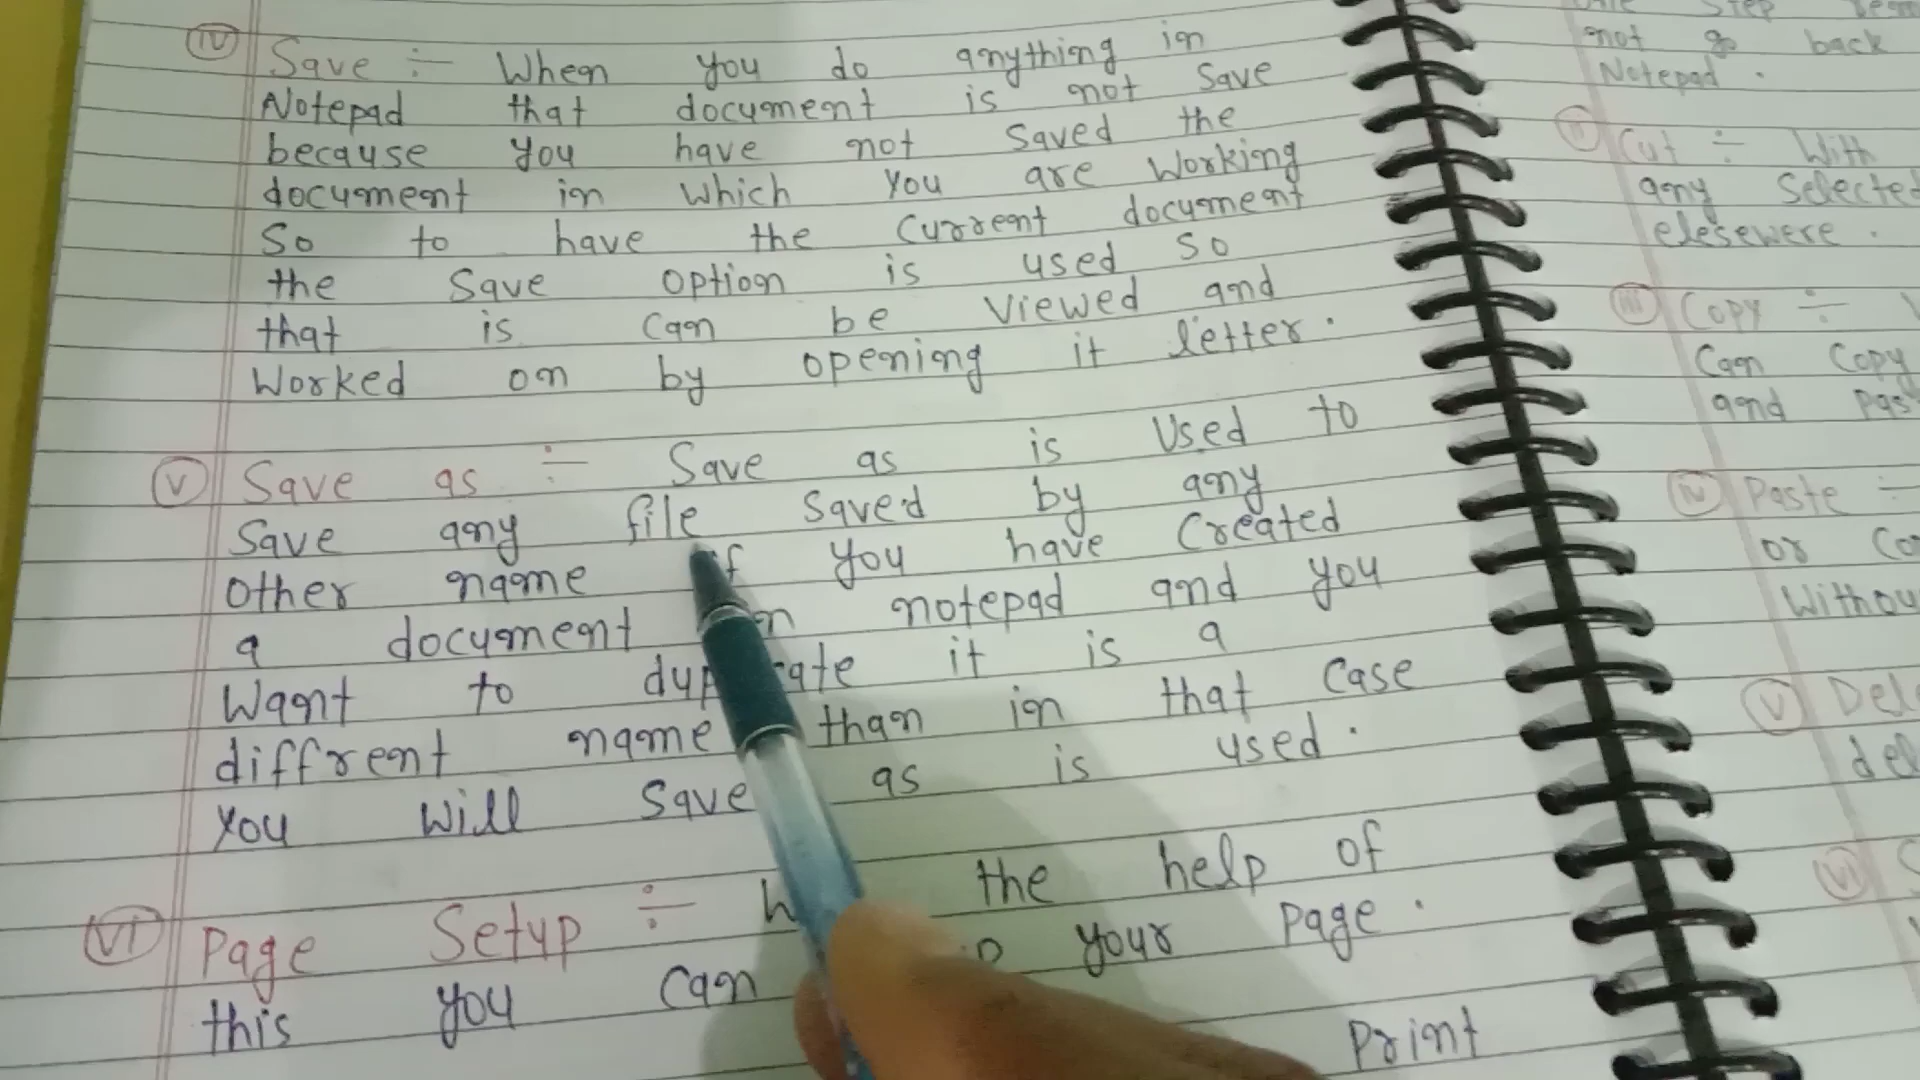 (iv) Save ÷ When you do anything in
Notepad that document is not Save
because you have not Saved the
document in which you are Working
So to have the Current document
the Save option is used So
that is Can be Viewed and
Worked on by opening it letter.
(v) Save as ÷ Save as is Used to
Save any file Saved by any
Other name if you have Created
a document in notepad and you
Want to duplicate it is a
diffrent name than in that Case
You Will Save as is used.
(vi) Page Setup ÷ the help of
this you Can your Page.
Print
Step
not go back
Notepad.
(ii) Cut ÷ With
any Selected
elesewere.
(iii) Copy ÷
Can Copy
and
(iv) Paste ÷
or
(v)
(vi)